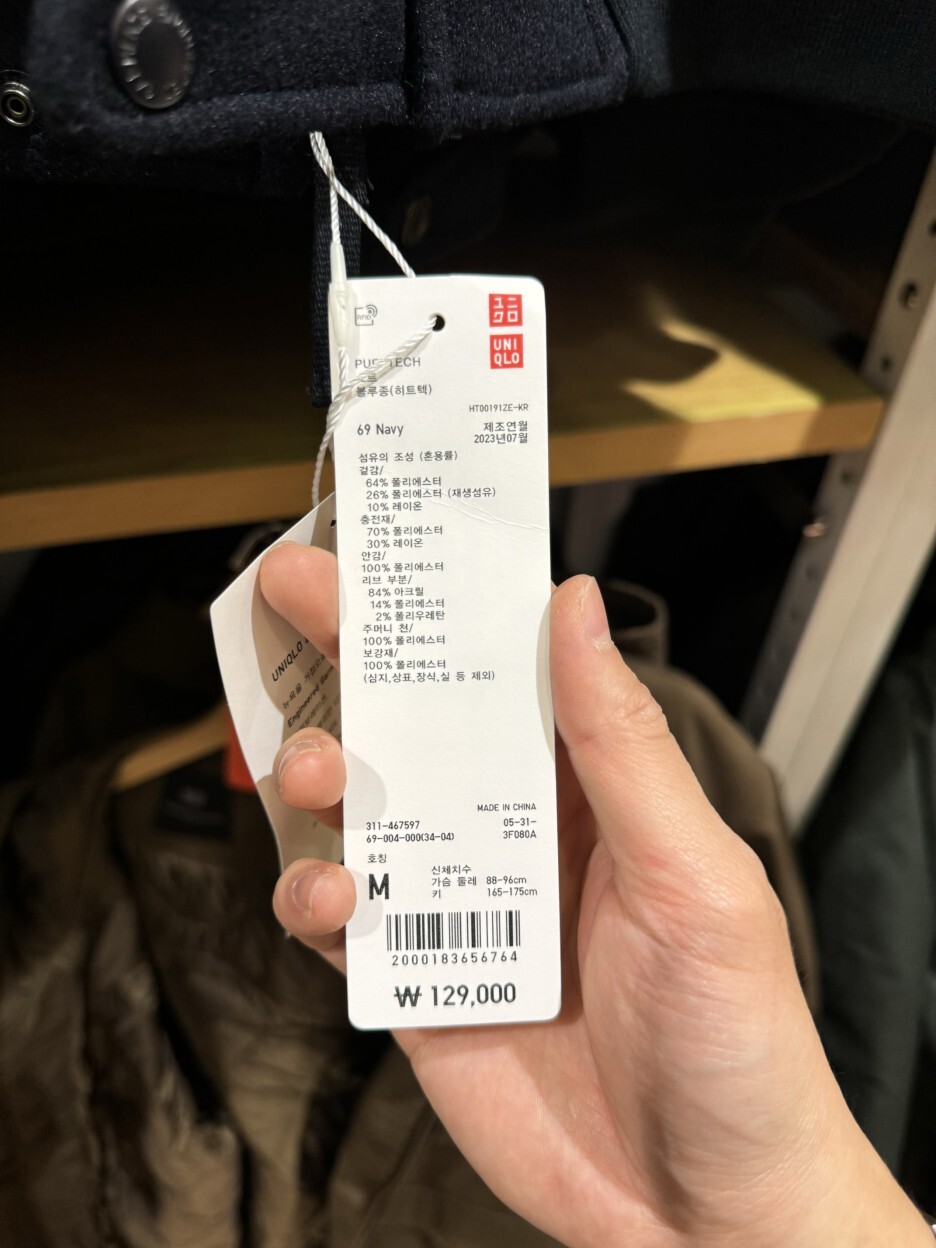 RFID
ユニ
クロ
UNI
QLO
TECH
블루종(히트텍)
HT00191ZE-KR
69 Navy
제조연월
2023년07월
섬유의 조성 (혼용률)
겉감/
64% 폴리에스터
26% 폴리에스터 (재생섬유)
10% 레이온
충전재/
70% 폴리에스터
30% 레이온
안감/
100% 폴리에스터
리브 부분/
84% 아크릴
14% 폴리에스터
2% 폴리우레탄
주머니 천/
100% 폴리에스터
보강재/
100% 폴리에스터
(심지,상표,장식,실 등 제외)
MADE IN CHINA
311-467597
05-31-
69-004-000(34-04)
3F080A
호칭
M
신체치수
가슴 둘레 88-96cm
키 165-175cm
2000183656764
₩ 129,000
UNIQLO
Engineered